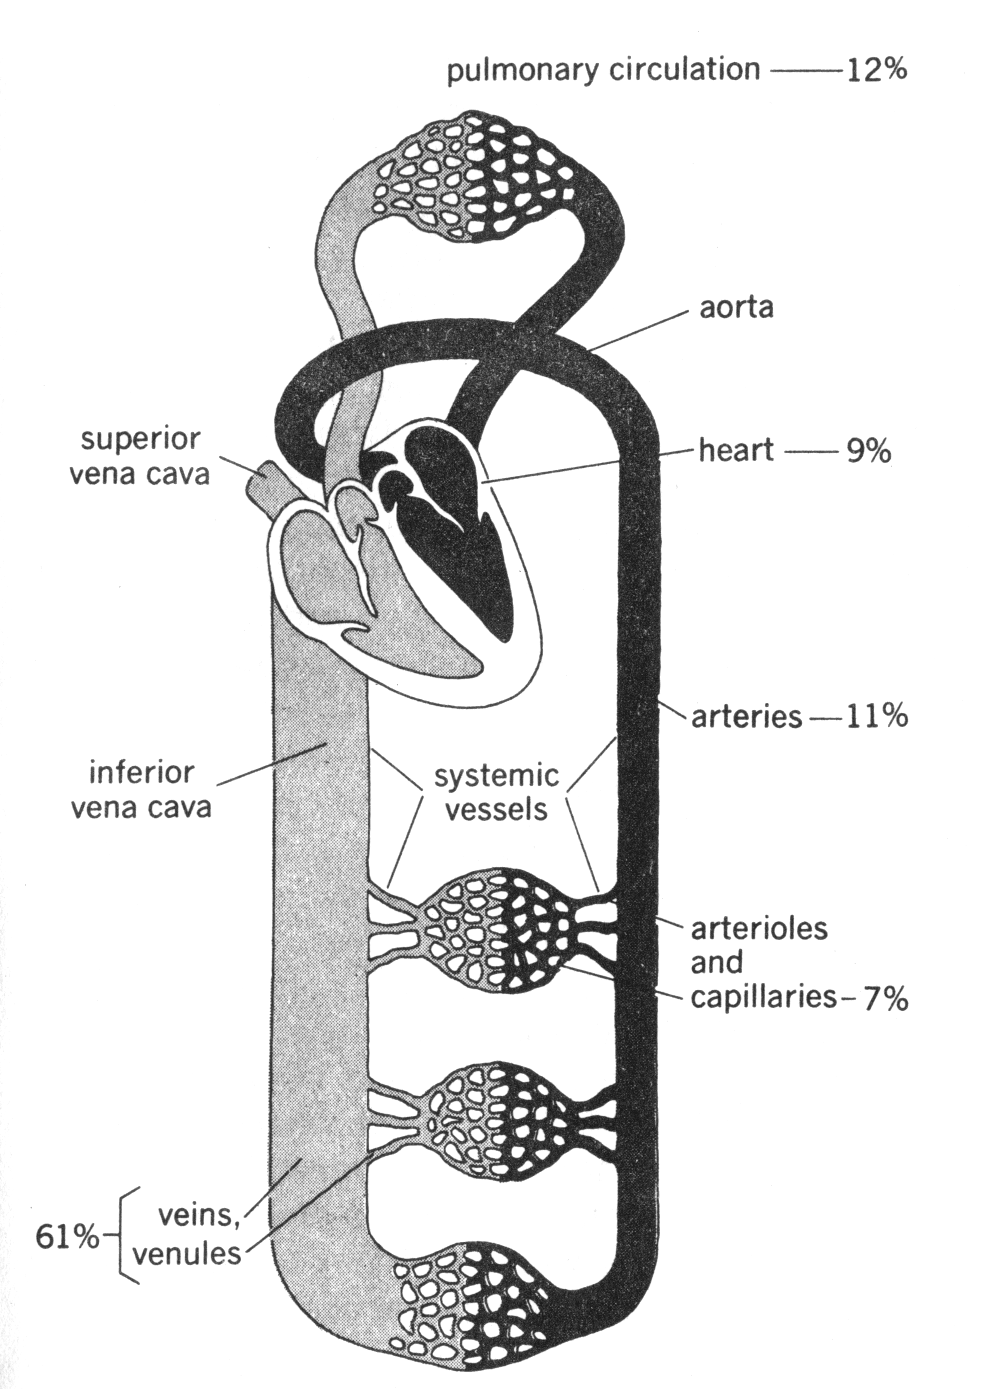 pulmonary circulation — 12%
aorta
superior
vena cava
heart — 9%
arteries — 11%
inferior
vena cava
systemic
vessels
arterioles
and
capillaries – 7%
61%
veins,
venules